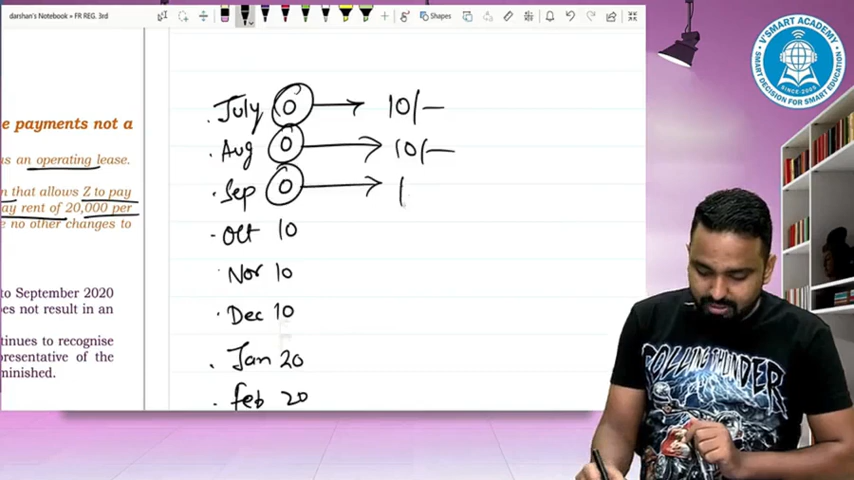 darshan's Notebook » FR REG. 3rd
Shapes
e payments not a
as an operating lease.
n that allows Z to pay
ay rent of 20,000 per
e no other changes to
to September 2020
oes not result in an
tinues to recognise
presentative of the
minished.
. July 0 → 10/-
. Aug 0 → 10/-
. Sep 0 → 1
. Oct 10
. Nov 10
. Dec 10
. Jan 20
. feb 20
V'SMART ACADEMY
SINCE-2005
SMART DECISION FOR SMART EDUCATION
ROLLING THUNDER